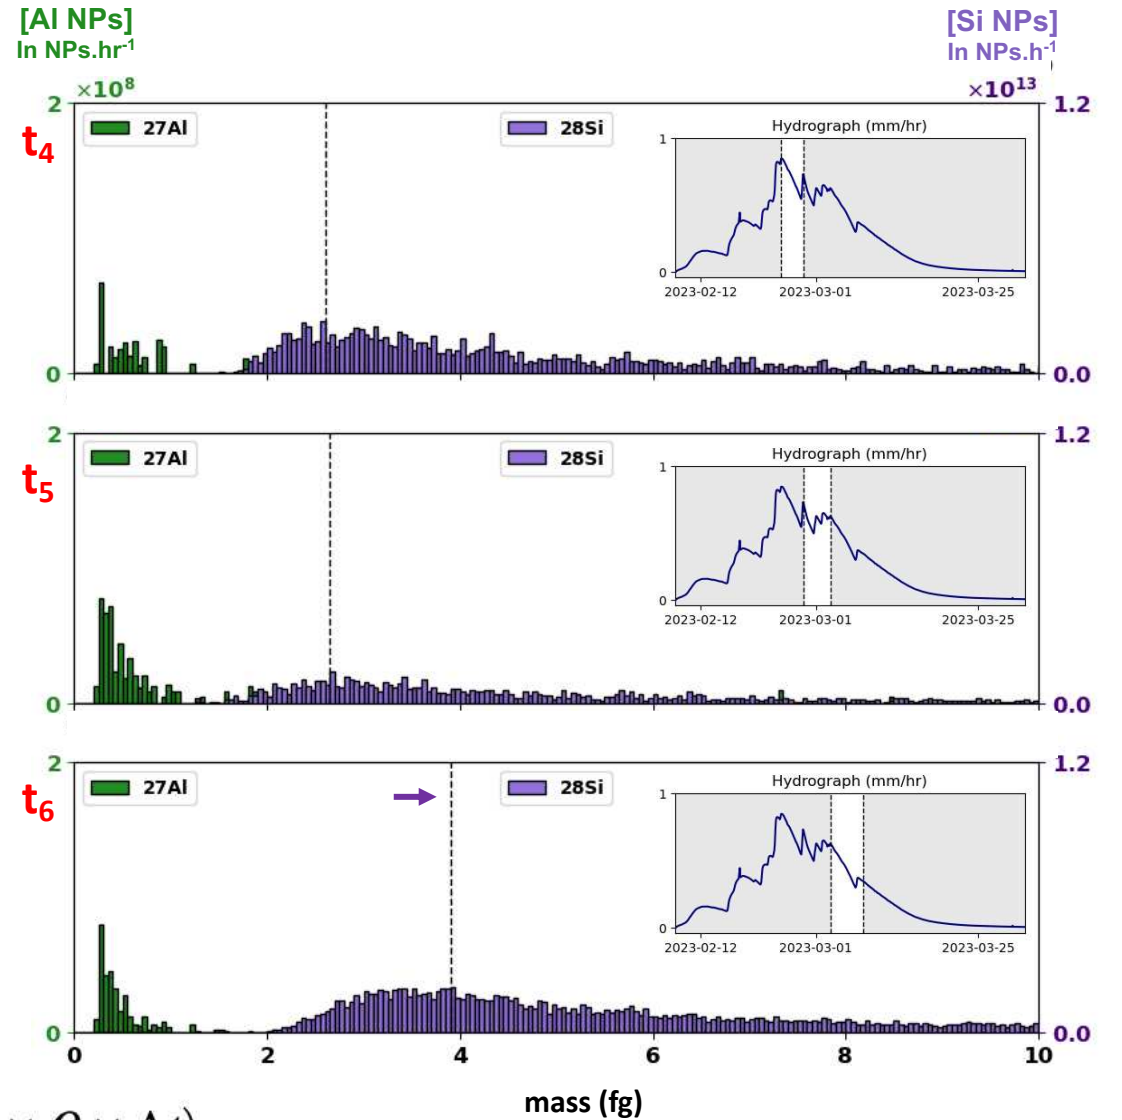 [Al NPs]
In NPs.hr⁻¹
[Si NPs]
In NPs.h⁻¹
×10⁸
×10¹³
t₄
2
0
27Al
28Si
1.2
0.0
Hydrograph (mm/hr)
1
0
2023-02-12 2023-03-01 2023-03-25
t₅
2
0
27Al
28Si
1.2
0.0
Hydrograph (mm/hr)
1
0
2023-02-12 2023-03-01 2023-03-25
t₆
2
0
27Al
28Si
1.2
0.0
Hydrograph (mm/hr)
1
0
2023-02-12 2023-03-01 2023-03-25
0 2 4 6 8 10
mass (fg)